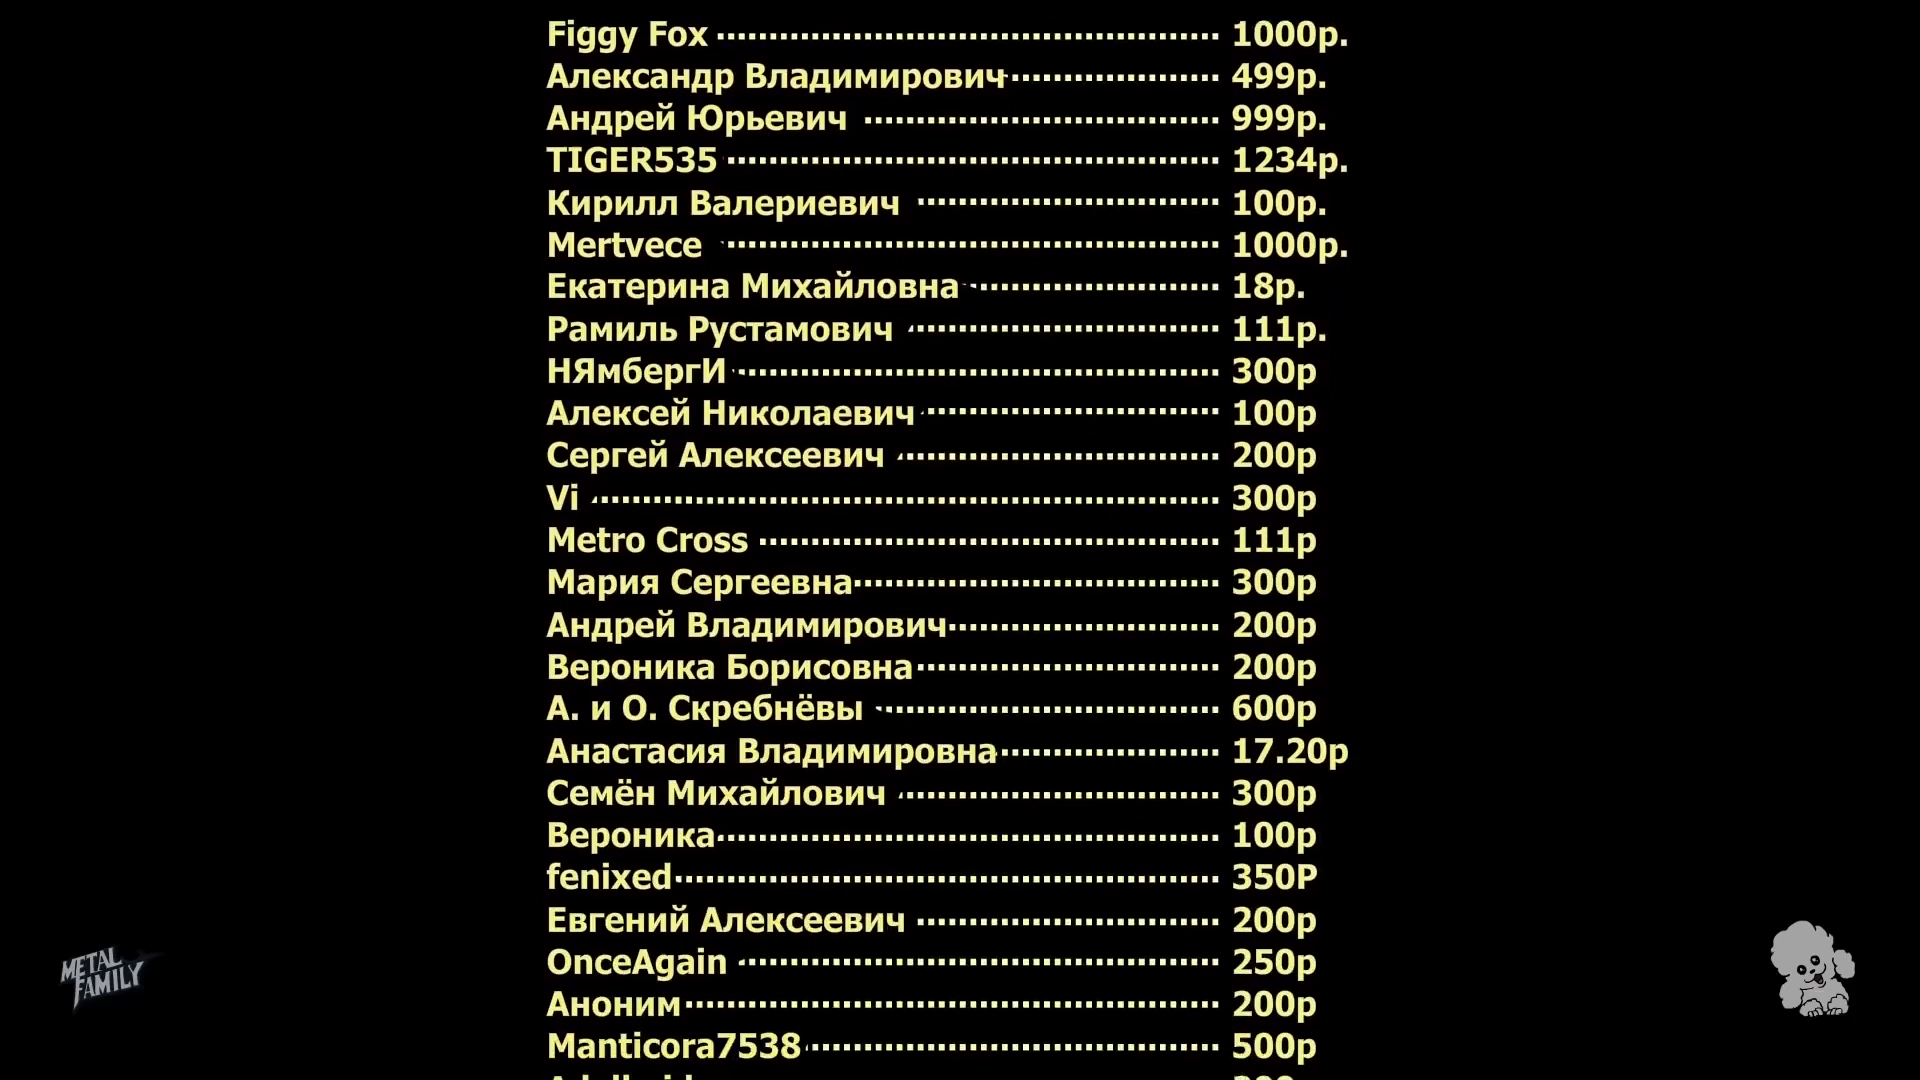 Figgy Fox ................................................ 1000р.
Александр Владимирович.................... 499р.
Андрей Юрьевич .................................. 999р.
TIGER535 ............................................... 1234р.
Кирилл Валериевич ............................. 100р.
Mertvece ............................................... 1000р.
Екатерина Михайловна........................ 18р.
Рамиль Рустамович .............................. 111р.
НЯмбергИ.............................................. 300р
Алексей Николаевич............................. 100р
Сергей Алексеевич ............................... 200р
Vi ............................................................ 300р
Metro Cross ............................................ 111р
Мария Сергеевна................................... 300р
Андрей Владимирович.......................... 200р
Вероника Борисовна............................. 200р
А. и О. Скребнёвы ................................. 600р
Анастасия Владимировна..................... 17.20р
Семён Михайлович ............................... 300р
Вероника................................................ 100р
fenixed.................................................... 350Р
Евгений Алексеевич ............................. 200р
OnceAgain .............................................. 250р
Аноним................................................... 200р
Manticora7538........................................ 500р
METAL
FAMILY